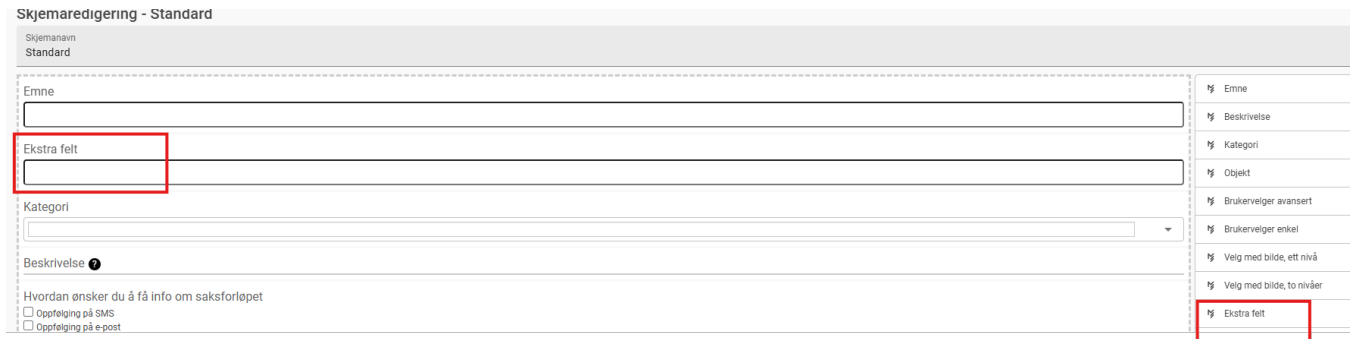 Skjemaredigering - Standard
Skjemanavn
Standard
Emne
Ekstra felt
Kategori
Beskrivelse ?
Hvordan ønsker du å få info om saksforløpet
Oppfølging på SMS
Oppfølging på e-post
Emne
Beskrivelse
Kategori
Objekt
Brukervelger avansert
Brukervelger enkel
Velg med bilde, ett nivå
Velg med bilde, to nivåer
Ekstra felt